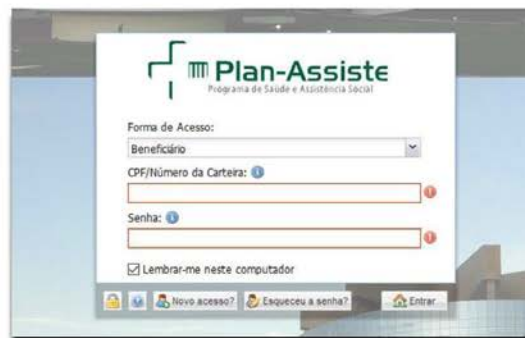 Plan-Assiste
Programa de Saúde e Assistência Social
Forma de Acesso:
Beneficiário
CPF/Número da Carteira:
Senha:
Lembrar-me neste computador
Novo acesso? Esqueceu a senha? Entrar